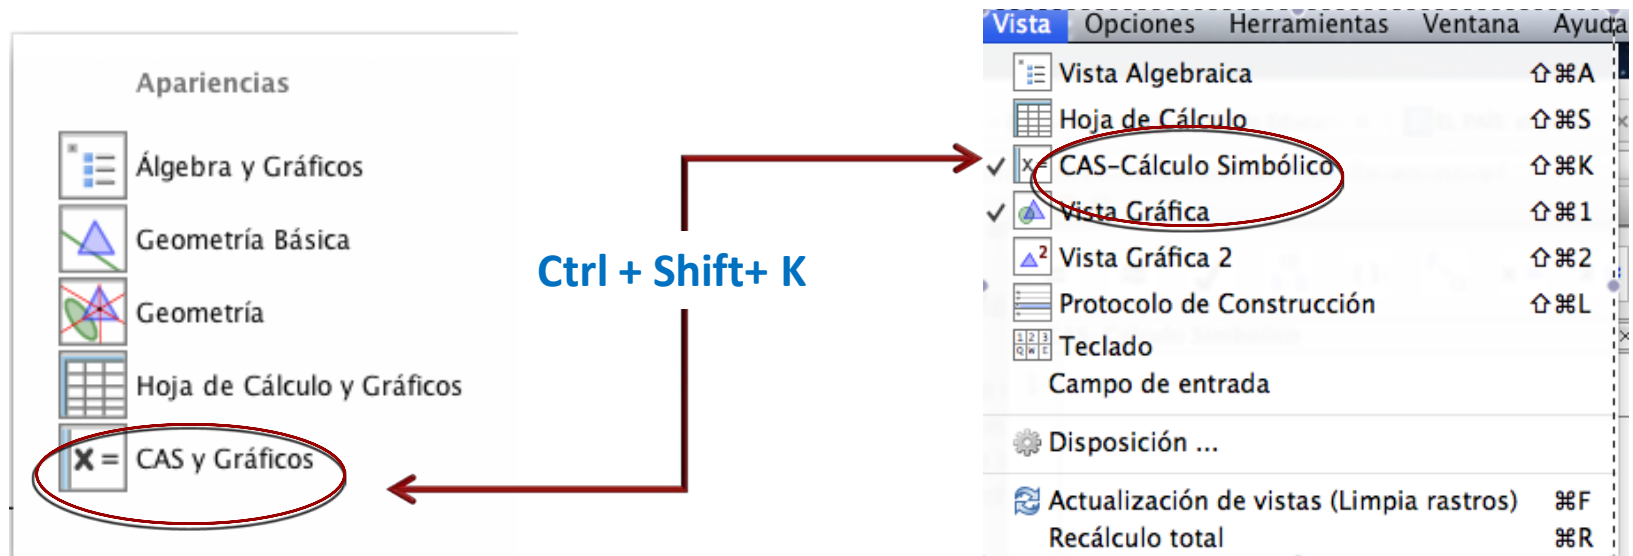 Apariencias
Álgebra y Gráficos
Geometría Básica
Geometría
Hoja de Cálculo y Gráficos
X =
CAS y Gráficos
Ctrl + Shift+ K
Vista Opciones Herramientas Ventana Ayuda
Vista Algebraica ⇧⌘A
Hoja de Cálculo ⇧⌘S
✓ X= CAS-Cálculo Simbólico ⇧⌘K
✓ Vista Gráfica ⇧⌘1
2 Vista Gráfica 2 ⇧⌘2
Protocolo de Construcción ⇧⌘L
Teclado
Campo de entrada
Disposición ...
Actualización de vistas (Limpia rastros) ⌘F
Recálculo total ⌘R